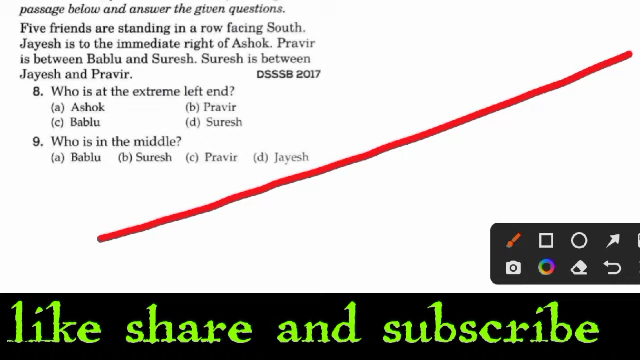 passage below and answer the given questions.
Five friends are standing in a row facing South.
Jayesh is to the immediate right of Ashok. Pravir
is between Bablu and Suresh. Suresh is between
Jayesh and Pravir. DSSSB 2017
8. Who is at the extreme left end?
(a) Ashok (b) Pravir
(c) Bablu (d) Suresh
9. Who is in the middle?
(a) Bablu (b) Suresh (c) Pravir (d) Jayesh
like share and subscribe